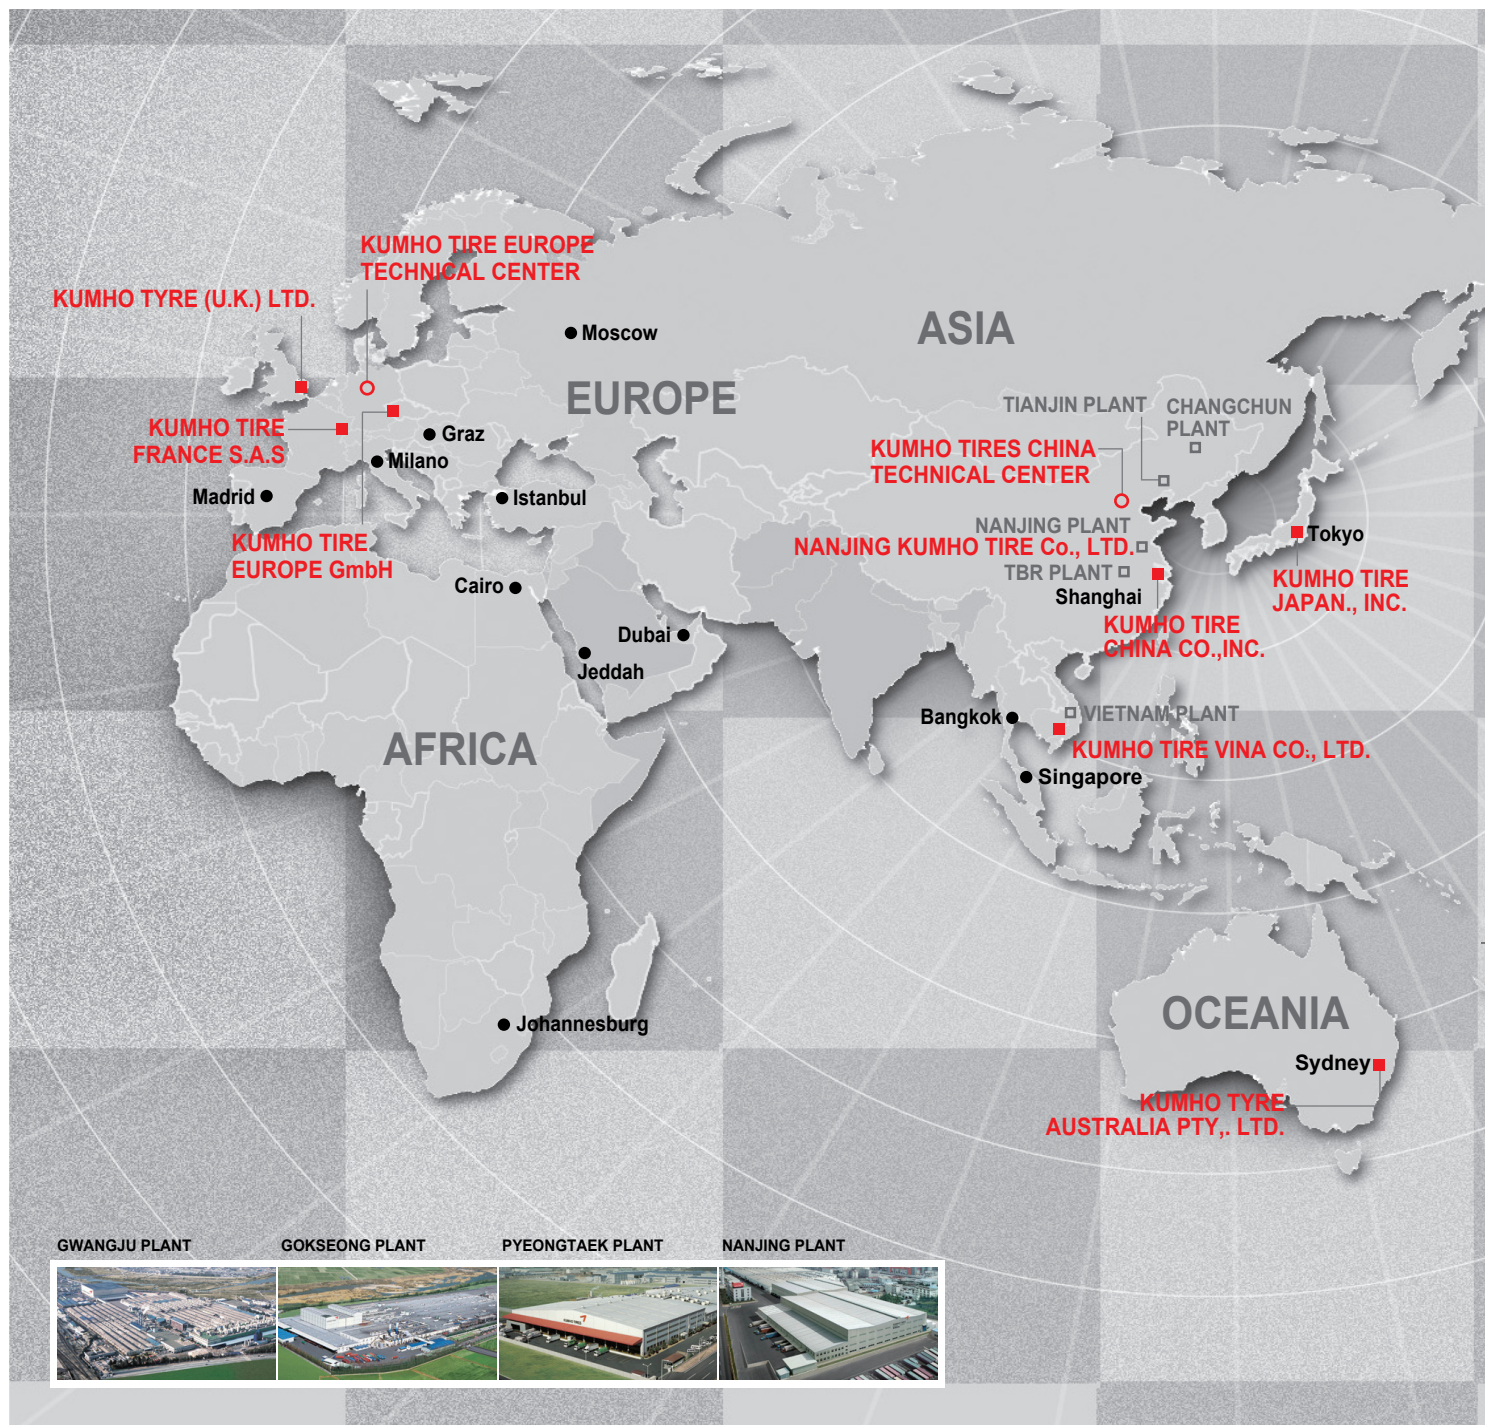 KUMHO TIRE EUROPE
TECHNICAL CENTER
KUMHO TYRE (U.K.) LTD.
Moscow
ASIA
EUROPE
KUMHO TIRE
FRANCE S.A.S
Graz
Milano
Madrid
Istanbul
KUMHO TIRE
EUROPE GmbH
TIANJIN PLANT
CHANGCHUN
PLANT
KUMHO TIRES CHINA
TECHNICAL CENTER
NANJING PLANT
NANJING KUMHO TIRE Co., LTD.
TBR PLANT
Shanghai
Tokyo
KUMHO TIRE
JAPAN., INC.
KUMHO TIRE
CHINA CO.,INC.
Cairo
Dubai
Jeddah
Bangkok
VIETNAM PLANT
KUMHO TIRE VINA CO., LTD.
AFRICA
Singapore
Johannesburg
OCEANIA
Sydney
KUMHO TYRE
AUSTRALIA PTY,. LTD.
GWANGJU PLANT
GOKSEONG PLANT
PYEONGTAEK PLANT
NANJING PLANT